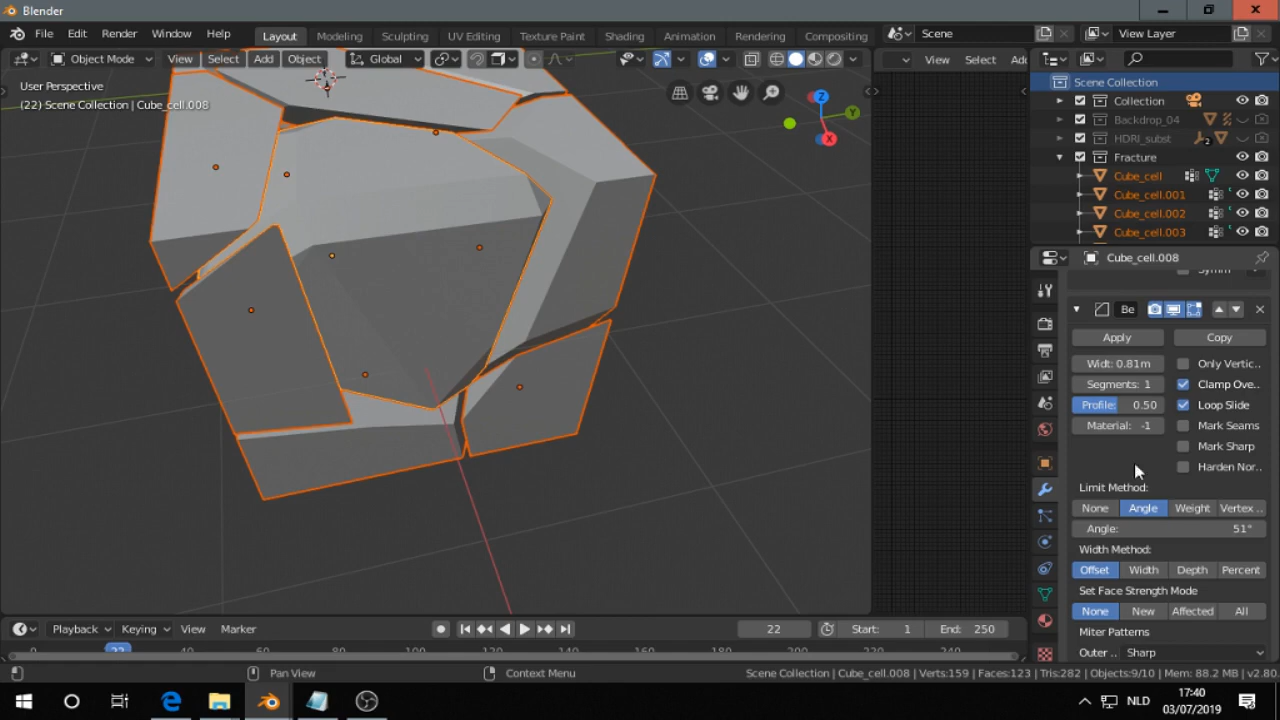 Blender
File Edit Render Window Help
Layout Modeling Sculpting UV Editing Texture Paint Shading Animation Rendering Compositing
Scene View Layer
Object Mode View Select Add Object Global
View Select
User Perspective
(22) Scene Collection | Cube_cell.008
Z
Y
X
Scene Collection
Collection
Backdrop_04
HDRI_subst 2
Fracture
Cube_cell
Cube_cell.001
Cube_cell.002
Cube_cell.003
Cube_cell.008
Be
Apply Copy
Widt: 0.81m Only Vertic..
Segments: 1 Clamp Ove..
Profile: 0.50 Loop Slide
Material: -1 Mark Seams
Mark Sharp
Harden Nor..
Limit Method:
None Angle Weight Vertex ..
Angle: 51°
Width Method:
Offset Width Depth Percent
Set Face Strength Mode
None New Affected All
Miter Patterns
Outer .. Sharp
Playback Keying View Marker 22 Start: 1 End: 250
22
Pan View Context Menu Scene Collection | Cube_cell.008 | Verts:159 | Faces:123 | Tris:282 | Objects:9/10 | Mem: 88.2 MB | v2.80
NLD
17:40
03/07/2019